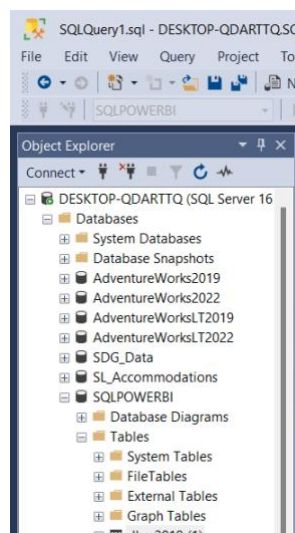 SQLQuery1.sql - DESKTOP-QDARTTQ.SQ
File Edit View Query Project To
N
SQLPOWERBI
Object Explorer
Connect
DESKTOP-QDARTTQ (SQL Server 16
Databases
System Databases
Database Snapshots
AdventureWorks2019
AdventureWorks2022
AdventureWorksLT2019
AdventureWorksLT2022
SDG_Data
SL_Accommodations
SQLPOWERBI
Database Diagrams
Tables
System Tables
FileTables
External Tables
Graph Tables